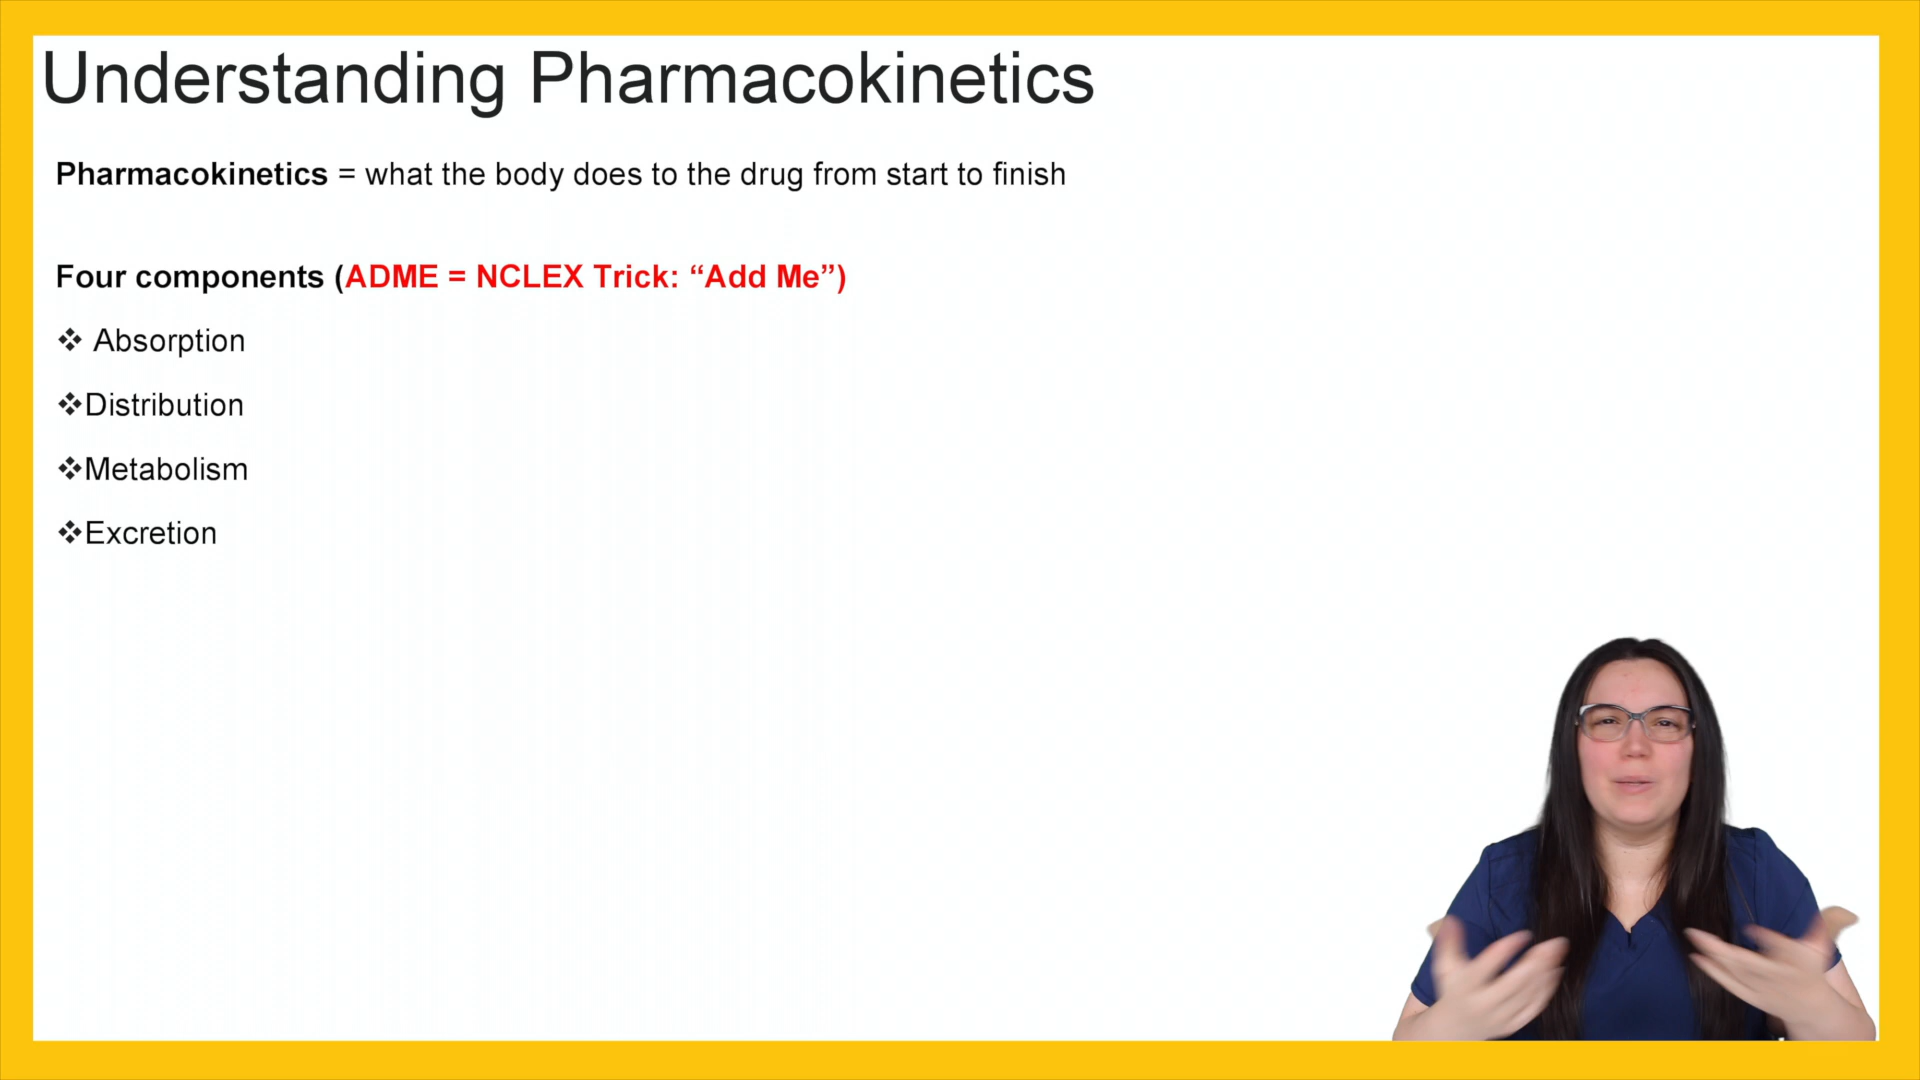 Understanding Pharmacokinetics
Pharmacokinetics = what the body does to the drug from start to finish
Four components (ADME = NCLEX Trick: “Add Me”)
❖ Absorption
❖Distribution
❖Metabolism
❖Excretion